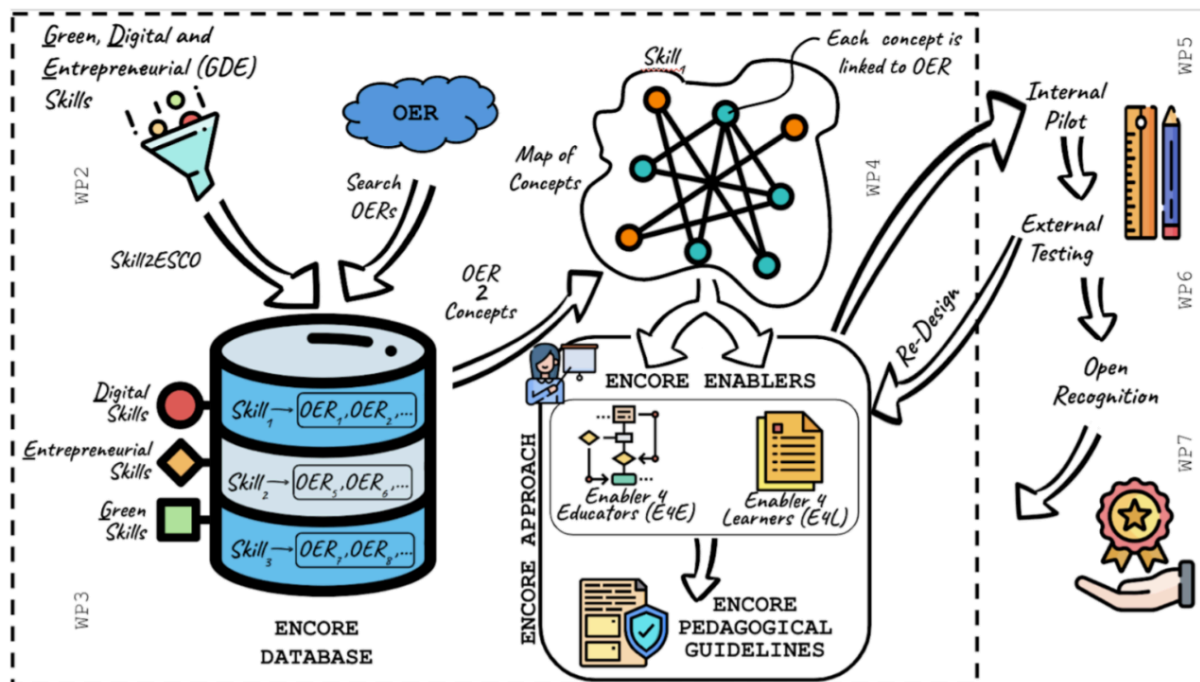 Green, Digital and
Entrepreneurial (GDE)
Skills
WP2
Skill2ESCO
OER
Search
OERs
Skill1
Each concept is
linked to OER
Map of
Concepts
WP4
OER
2
Concepts
Digital
Skills
Entrepreneurial
Skills
Green
Skills
Skill1→ OER1, OER2, ...
Skill2→ OER5, OER6, ...
Skill3→ OER7, OER8, ...
WP3
ENCORE
DATABASE
ENCORE APPROACH
ENCORE ENABLERS
Enabler 4
Educators (E4E)
Enabler 4
Learners (E4L)
ENCORE
PEDAGOGICAL
GUIDELINES
Re-Design
WP5
Internal
Pilot
External
Testing
WP6
Open
Recognition
WP7